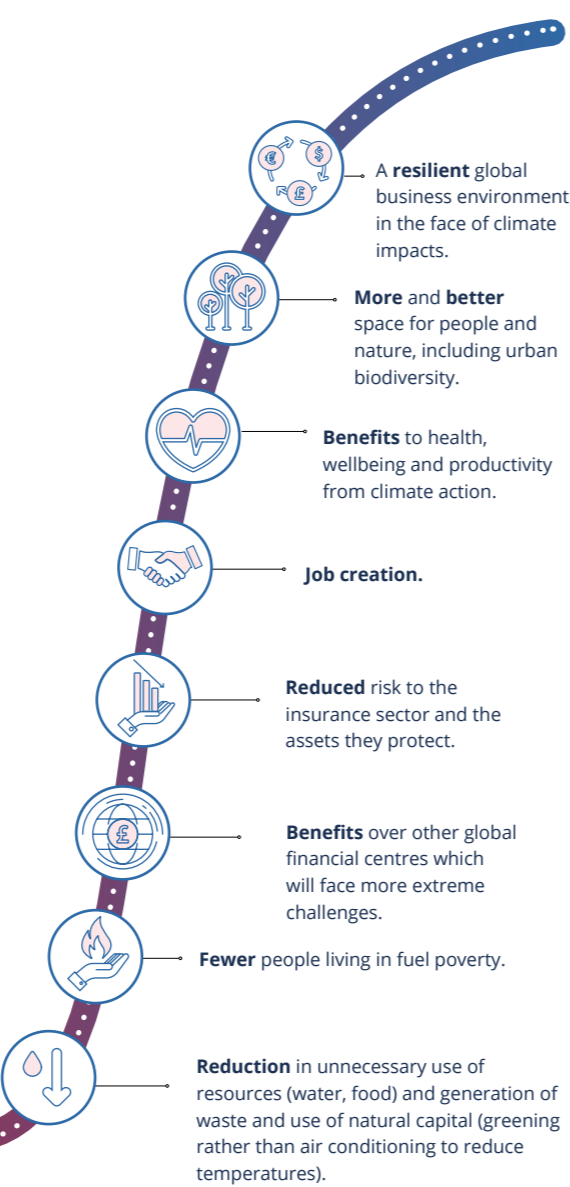 €
$
£
A resilient global
business environment
in the face of climate
impacts.
More and better
space for people and
nature, including urban
biodiversity.
Benefits to health,
wellbeing and productivity
from climate action.
Job creation.
Reduced risk to the
insurance sector and the
assets they protect.
£
Benefits over other global
financial centres which
will face more extreme
challenges.
Fewer people living in fuel poverty.
Reduction in unnecessary use of
resources (water, food) and generation of
waste and use of natural capital (greening
rather than air conditioning to reduce
temperatures).